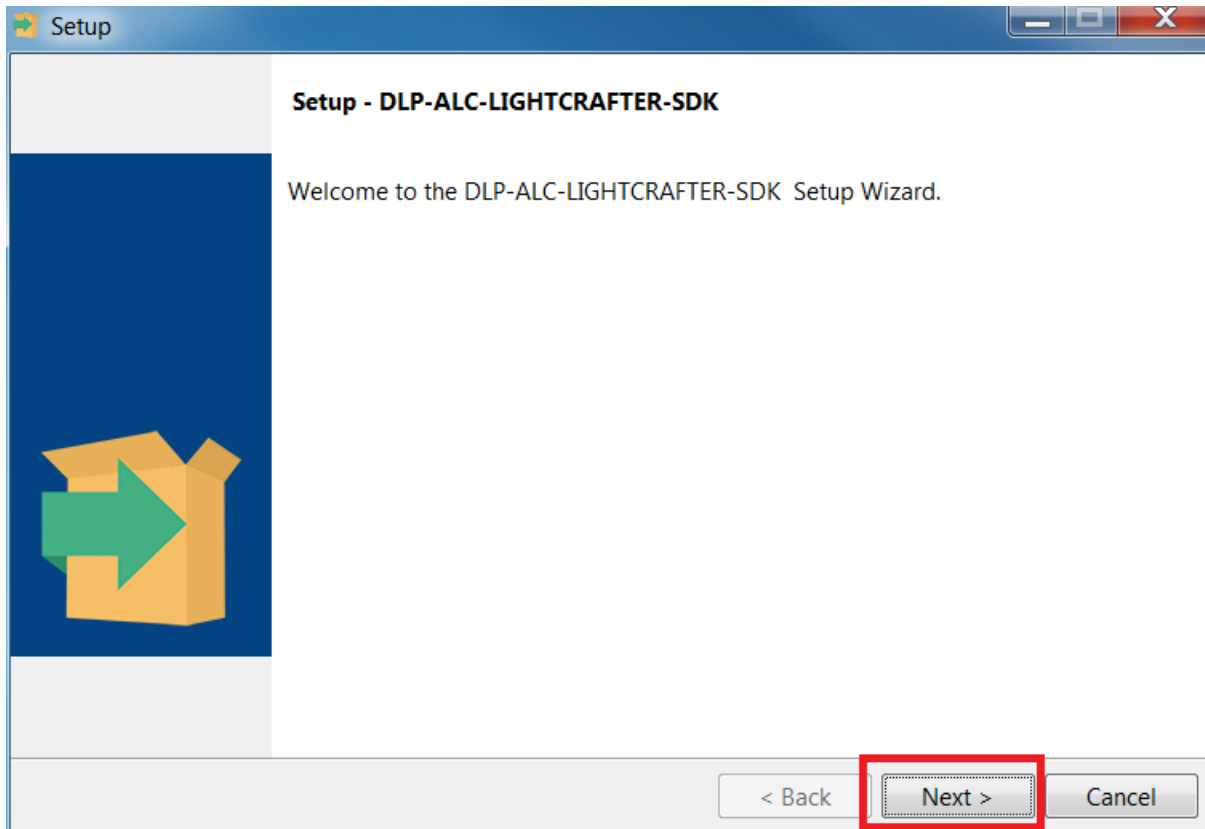 Setup
Setup - DLP-ALC-LIGHTCRAFTER-SDK
Welcome to the DLP-ALC-LIGHTCRAFTER-SDK Setup Wizard.
< Back Next > Cancel